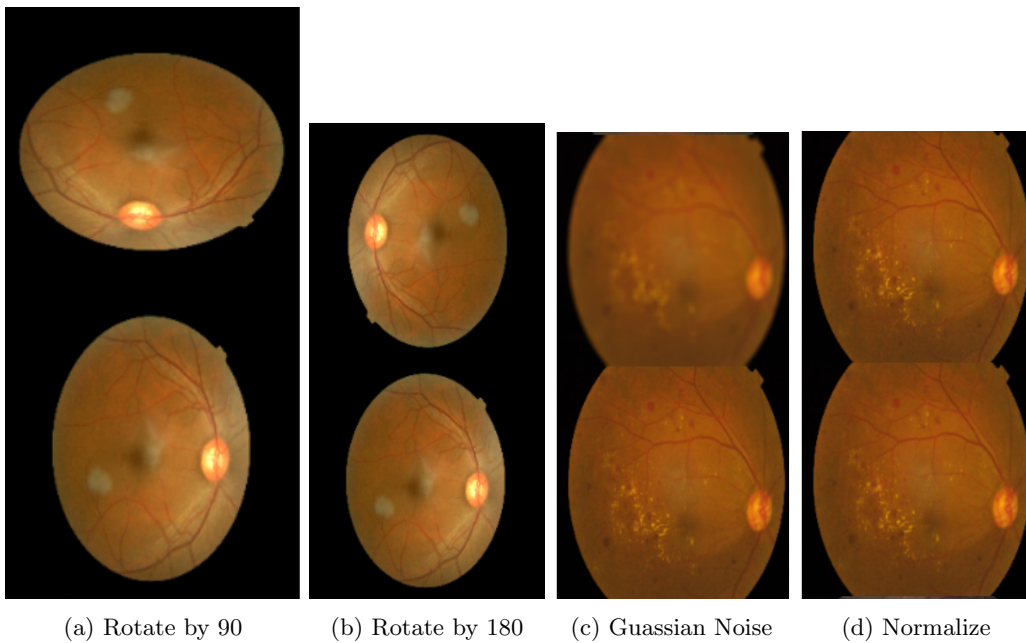 (a) Rotate by 90
(b) Rotate by 180
(c) Guassian Noise
(d) Normalize